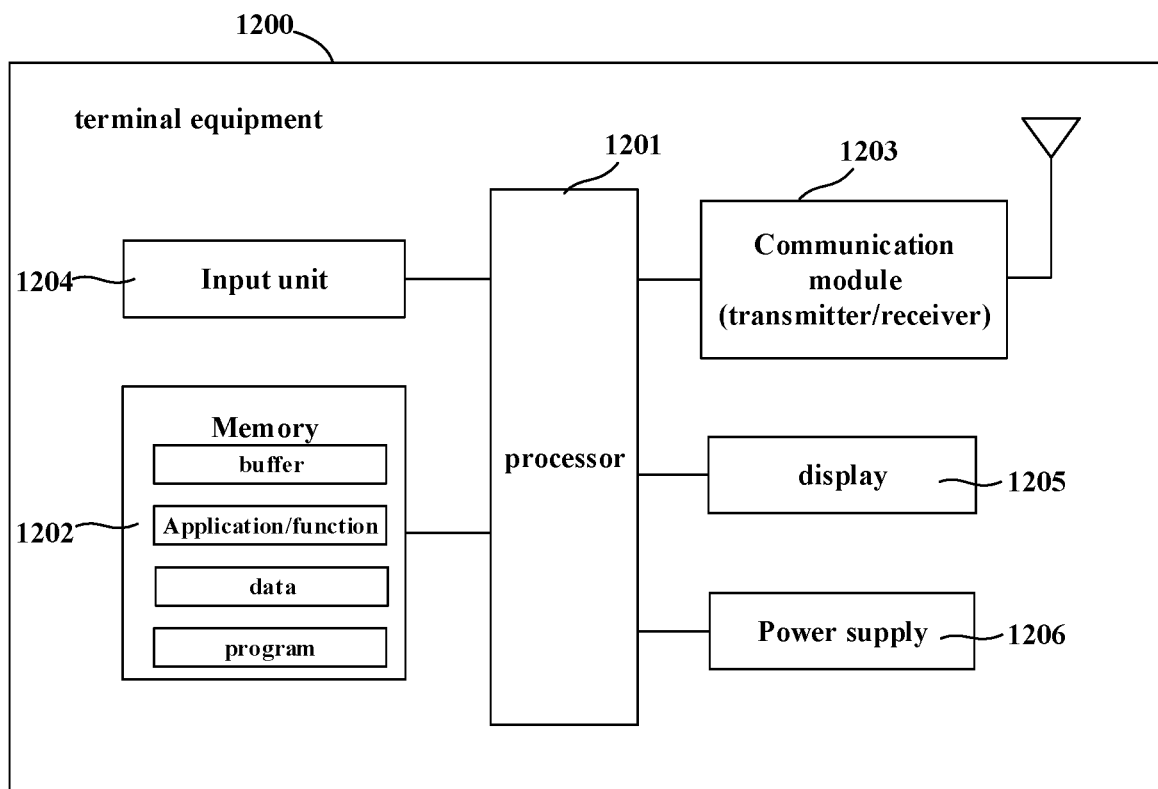 1200
terminal equipment
1201
1203
1204
Input unit
Communication
module
(transmitter/receiver)
Memory
buffer
Application/function
data
program
1202
processor
display
1205
Power supply
1206